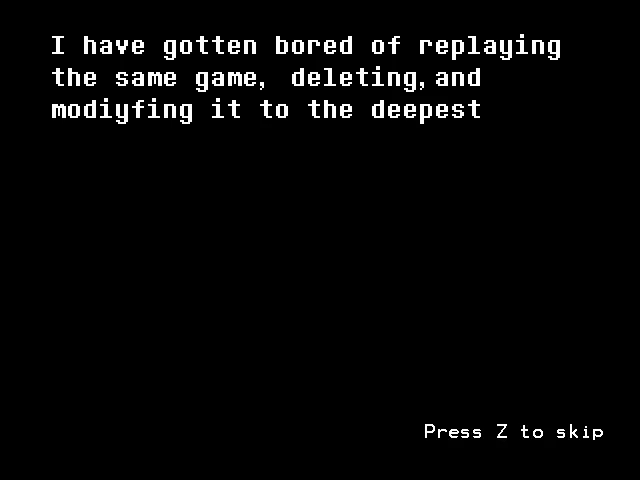 I have gotten bored of replaying
the same game, deleting, and
modiyfing it to the deepest
Press Z to skip